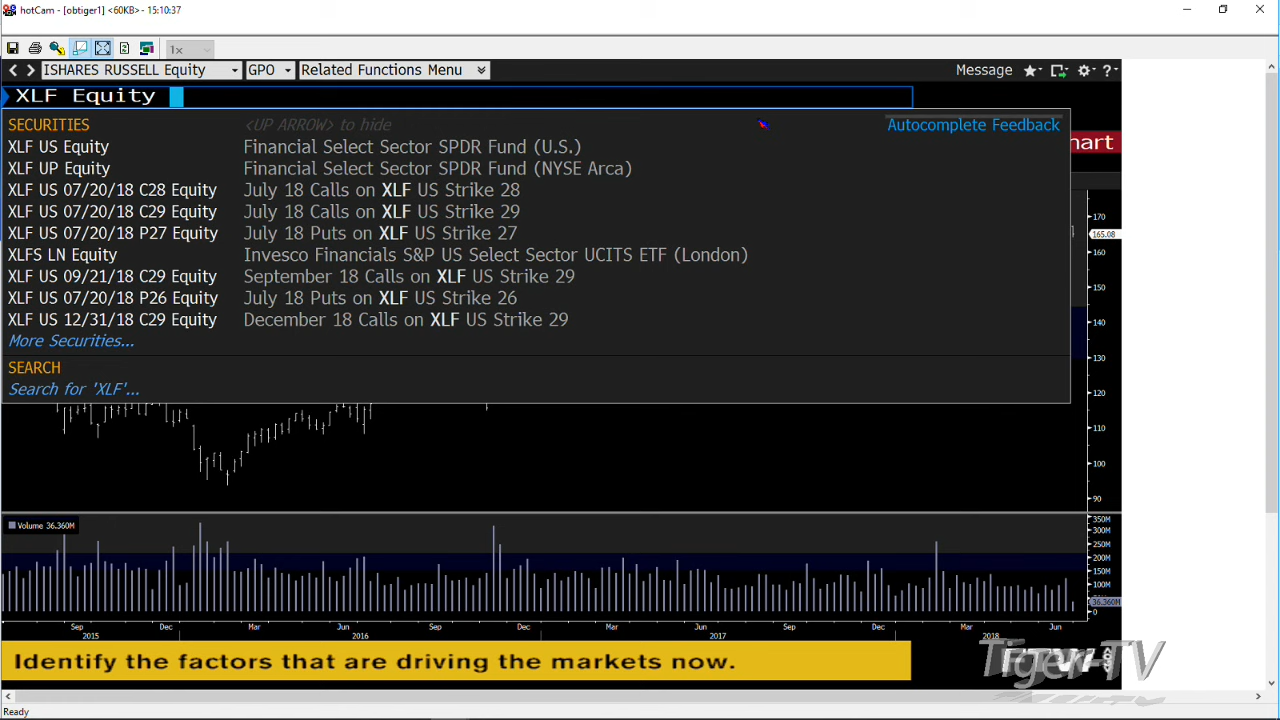 hotCam - [obtiger1] <60KB> - 15:10:37
1x
ISHARES RUSSELL Equity GPO Related Functions Menu Message ?
XLF Equity
SECURITIES <UP ARROW> to hide Autocomplete Feedback
XLF US Equity Financial Select Sector SPDR Fund (U.S.)
XLF UP Equity Financial Select Sector SPDR Fund (NYSE Arca)
XLF US 07/20/18 C28 Equity July 18 Calls on XLF US Strike 28
XLF US 07/20/18 C29 Equity July 18 Calls on XLF US Strike 29
XLF US 07/20/18 P27 Equity July 18 Puts on XLF US Strike 27
XLFS LN Equity Invesco Financials S&P US Select Sector UCITS ETF (London)
XLF US 09/21/18 C29 Equity September 18 Calls on XLF US Strike 29
XLF US 07/20/18 P26 Equity July 18 Puts on XLF US Strike 26
XLF US 12/31/18 C29 Equity December 18 Calls on XLF US Strike 29
More Securities...
SEARCH
Search for 'XLF'...
170
165.08
160
150
140
130
120
110
100
90
Volume 36.360M
350M
300M
250M
200M
150M
100M
36.360M
0
Sep Dec Mar Jun Sep Dec Mar Jun Sep Dec Mar Jun
2015 2016 2017 2018
Identify the factors that are driving the markets now.
Tiger-TV
Ready